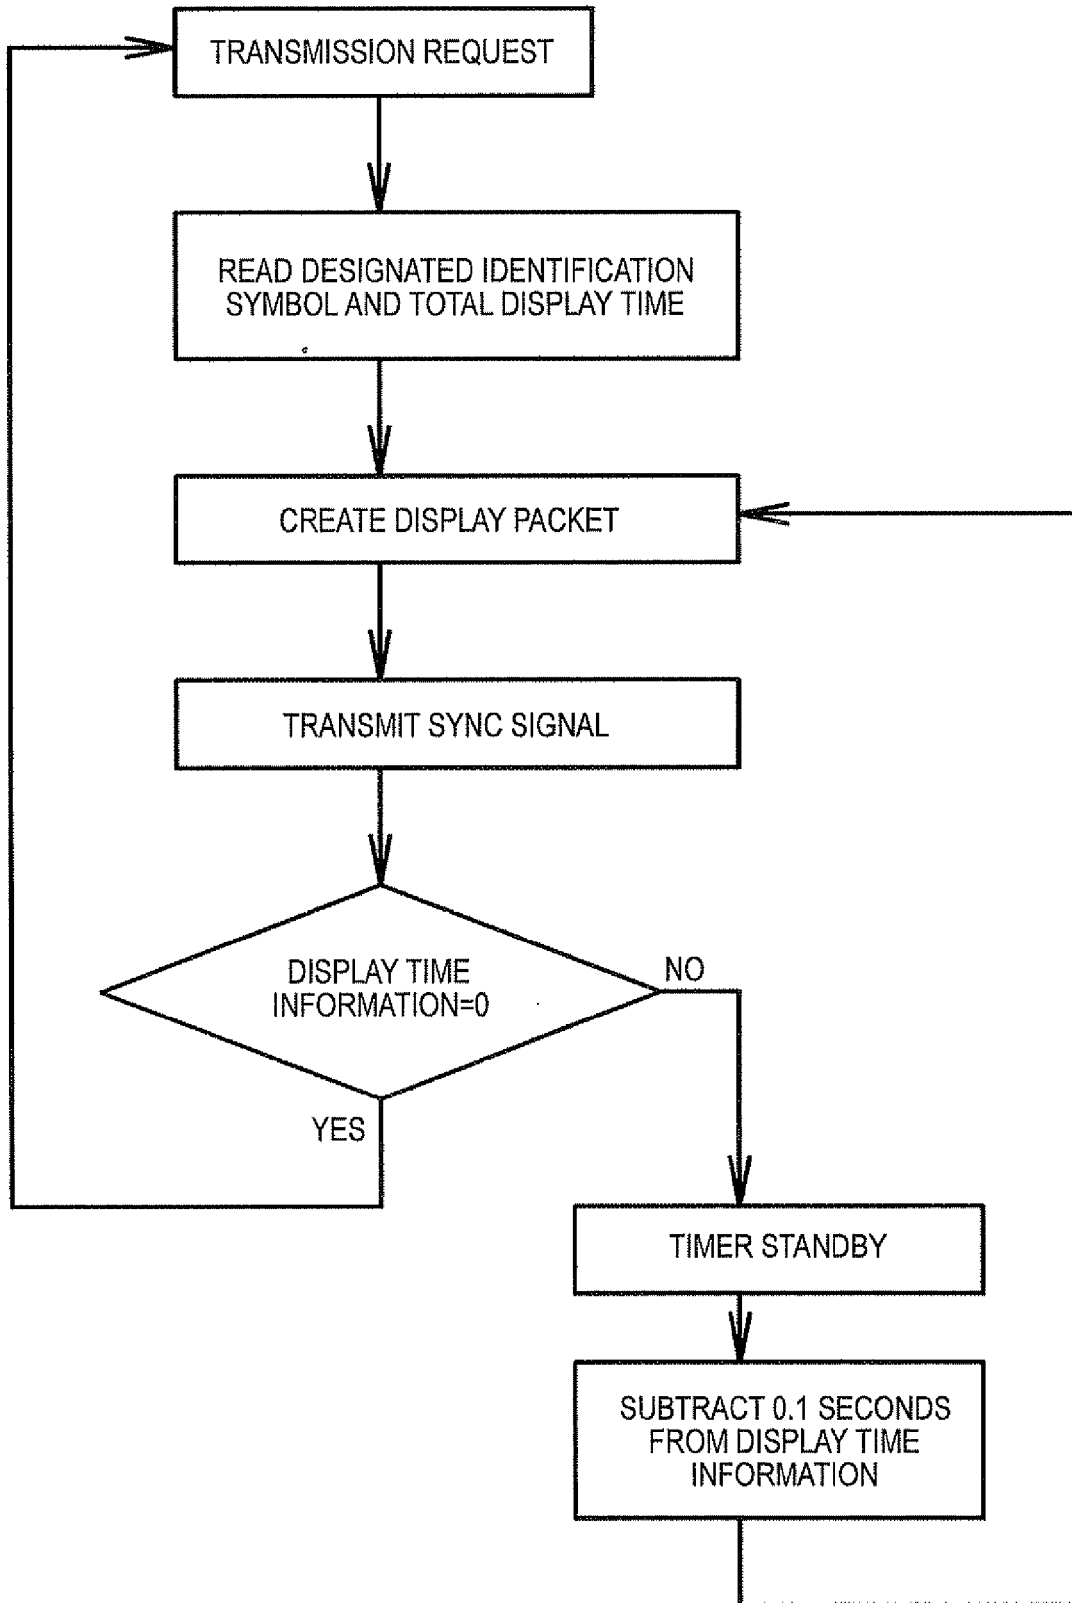 TRANSMISSION REQUEST
READ DESIGNATED IDENTIFICATION
SYMBOL AND TOTAL DISPLAY TIME
CREATE DISPLAY PACKET
TRANSMIT SYNC SIGNAL
DISPLAY TIME
INFORMATION=0
NO
YES
TIMER STANDBY
SUBTRACT 0.1 SECONDS
FROM DISPLAY TIME
INFORMATION